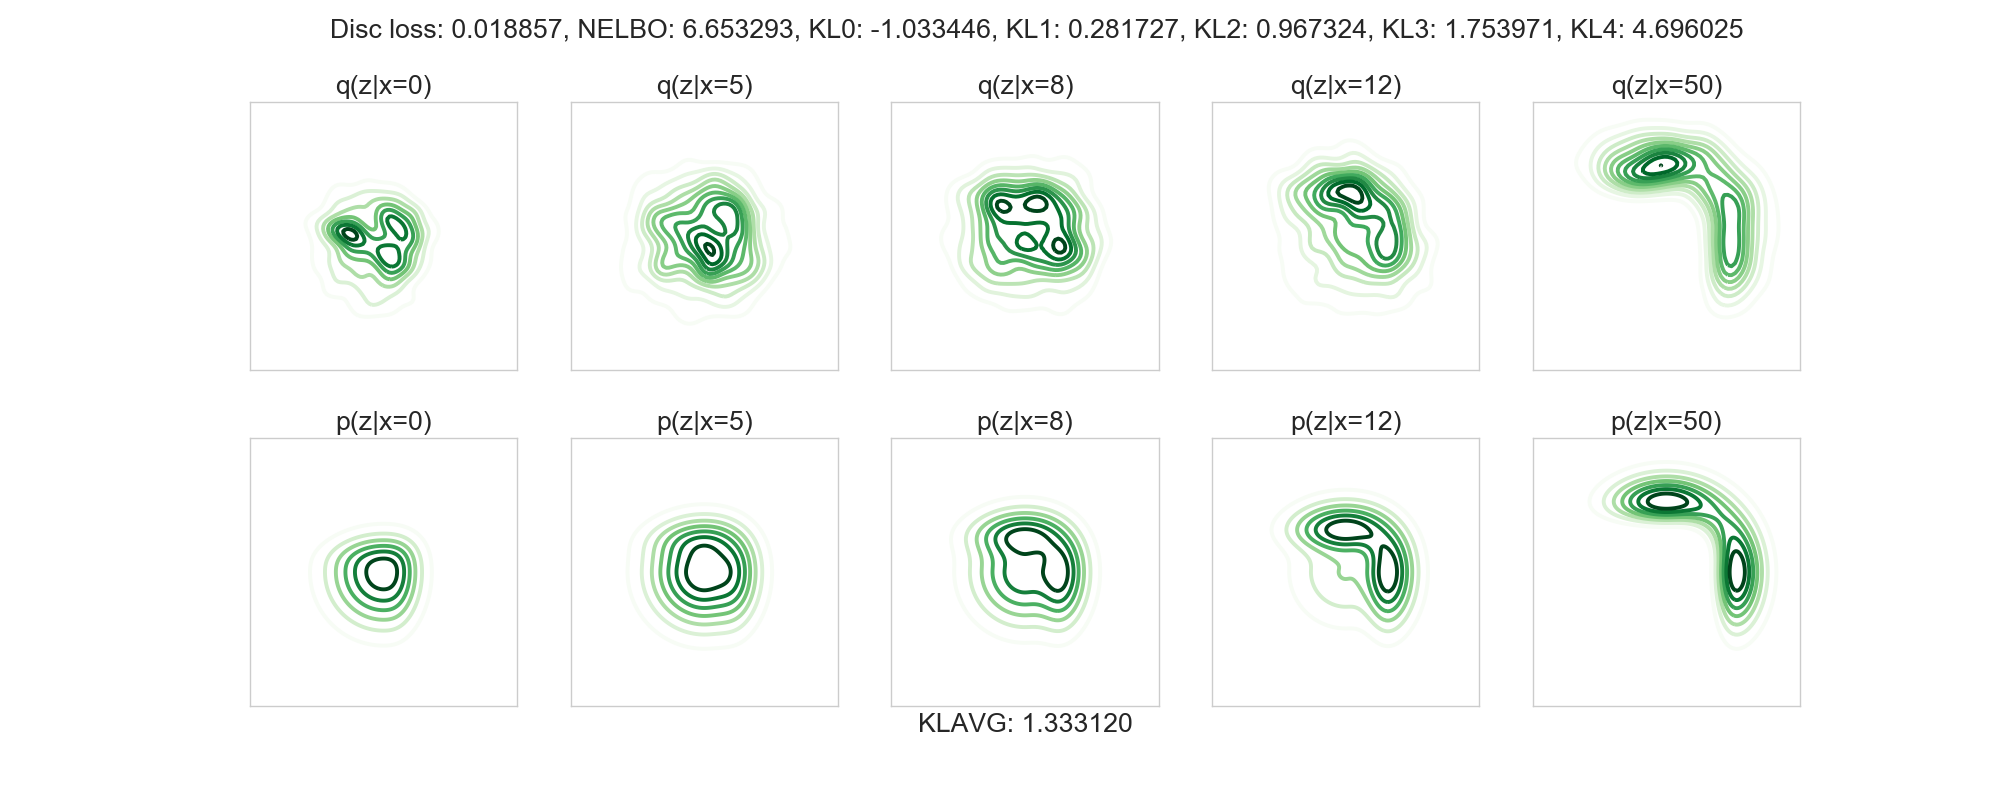 Disc loss: 0.018857, NELBO: 6.653293, KL0: -1.033446, KL1: 0.281727, KL2: 0.967324, KL3: 1.753971, KL4: 4.696025
q(z|x=0) q(z|x=5) q(z|x=8) q(z|x=12) q(z|x=50)
p(z|x=0) p(z|x=5) p(z|x=8) p(z|x=12) p(z|x=50)
KLAVG: 1.333120